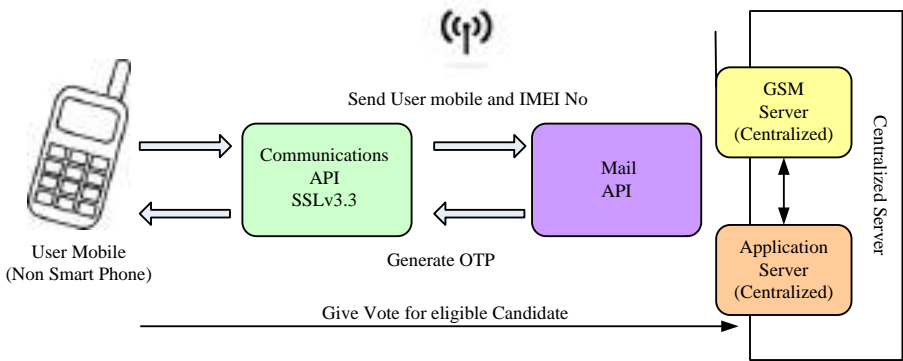 Send User mobile and IMEI No
GSM
Server
(Centralized)
Communications
API
SSLv3.3
Mail
API
Centralized Server
User Mobile
(Non Smart Phone)
Generate OTP
Application
Server
(Centralized)
Give Vote for eligible Candidate